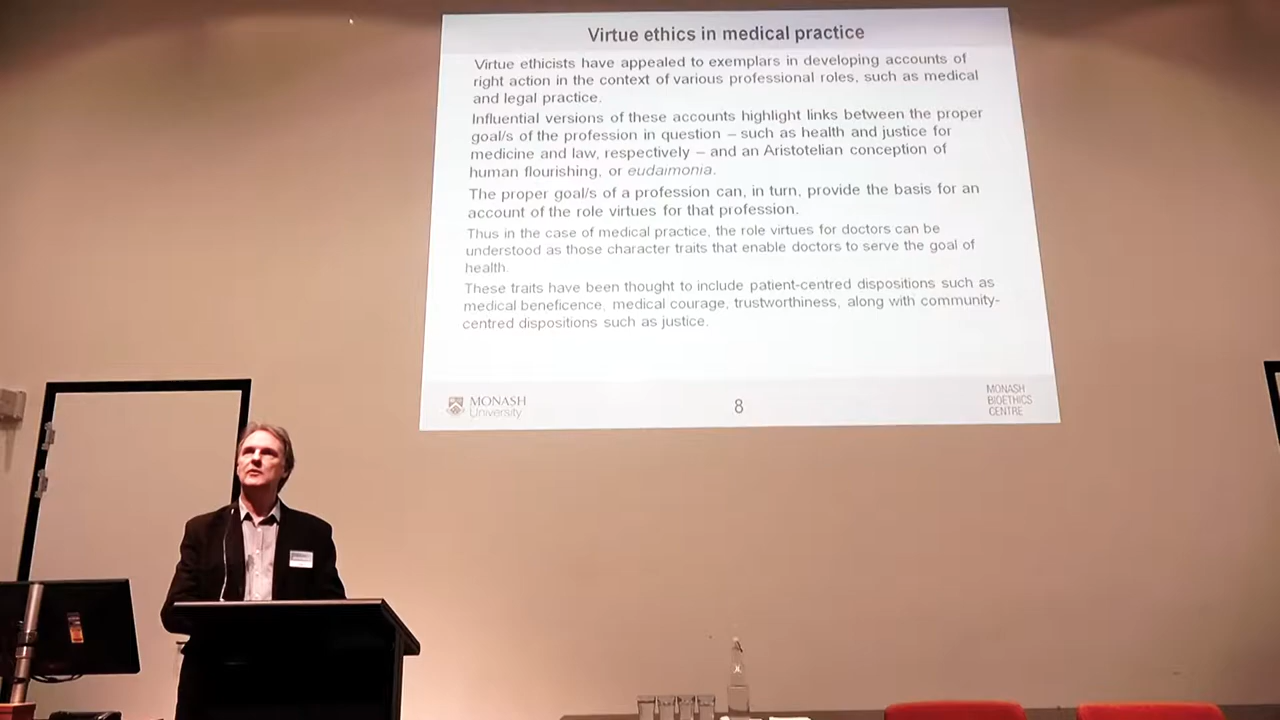 Virtue ethics in medical practice
Virtue ethicists have appealed to exemplars in developing accounts of
right action in the context of various professional roles, such as medical
and legal practice.
Influential versions of these accounts highlight links between the proper
goal/s of the profession in question – such as health and justice for
medicine and law, respectively – and an Aristotelian conception of
human flourishing, or eudaimonia.
The proper goal/s of a profession can, in turn, provide the basis for an
account of the role virtues for that profession.
Thus in the case of medical practice, the role virtues for doctors can be
understood as those character traits that enable doctors to serve the goal of
health.
These traits have been thought to include patient-centred dispositions such as
medical beneficence, medical courage, trustworthiness, along with community-
centred dispositions such as justice.
MONASH
University
8
MONASH
BIOETHICS
CENTRE